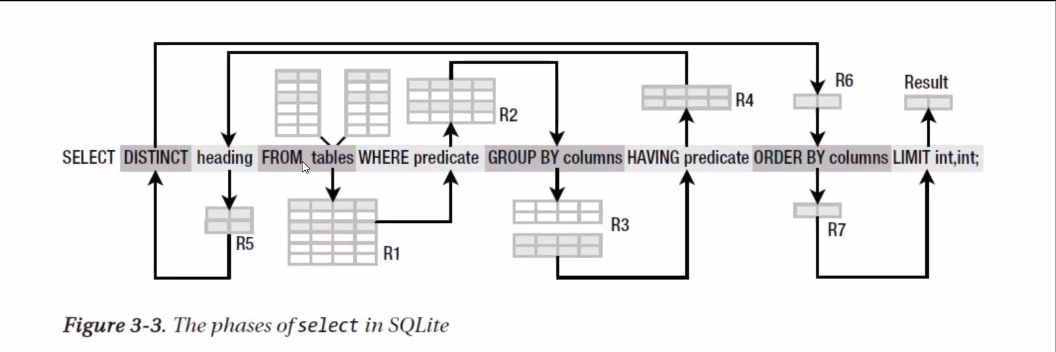 R6
Result
R2
R4
SELECT DISTINCT heading FROM tables WHERE predicate GROUP BY columns HAVING predicate ORDER BY columns LIMIT int,int;
R5
R1
R3
R7
Figure 3-3. The phases of select in SQLite